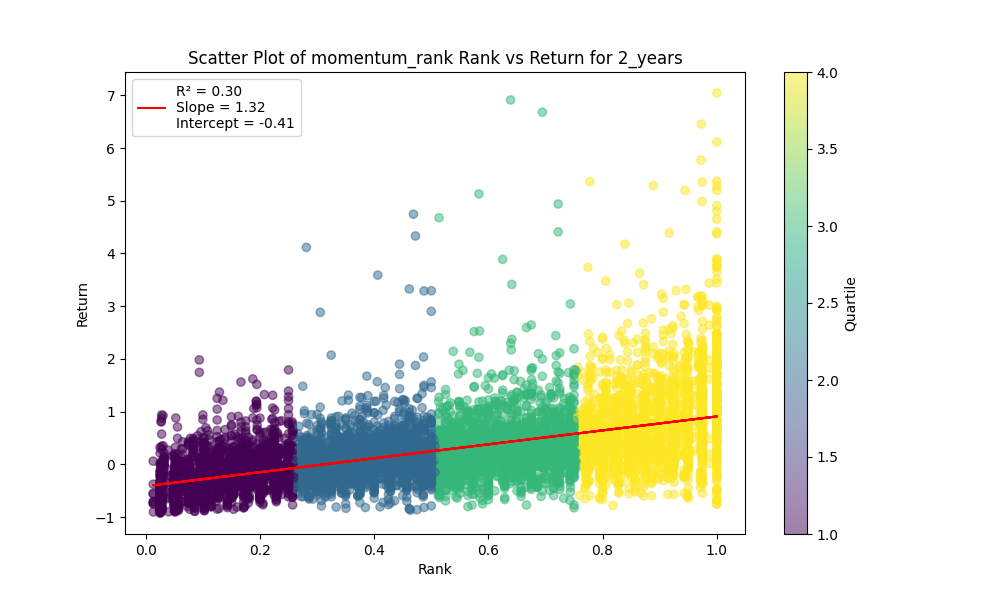 Scatter Plot of momentum_rank Rank vs Return for 2_years
R² = 0.30
Slope = 1.32
Intercept = -0.41
7
6
5
4
3
2
1
0
−1
Return
0.0 0.2 0.4 0.6 0.8 1.0
Rank
4.0
3.5
3.0
2.5
2.0
1.5
1.0
Quartile